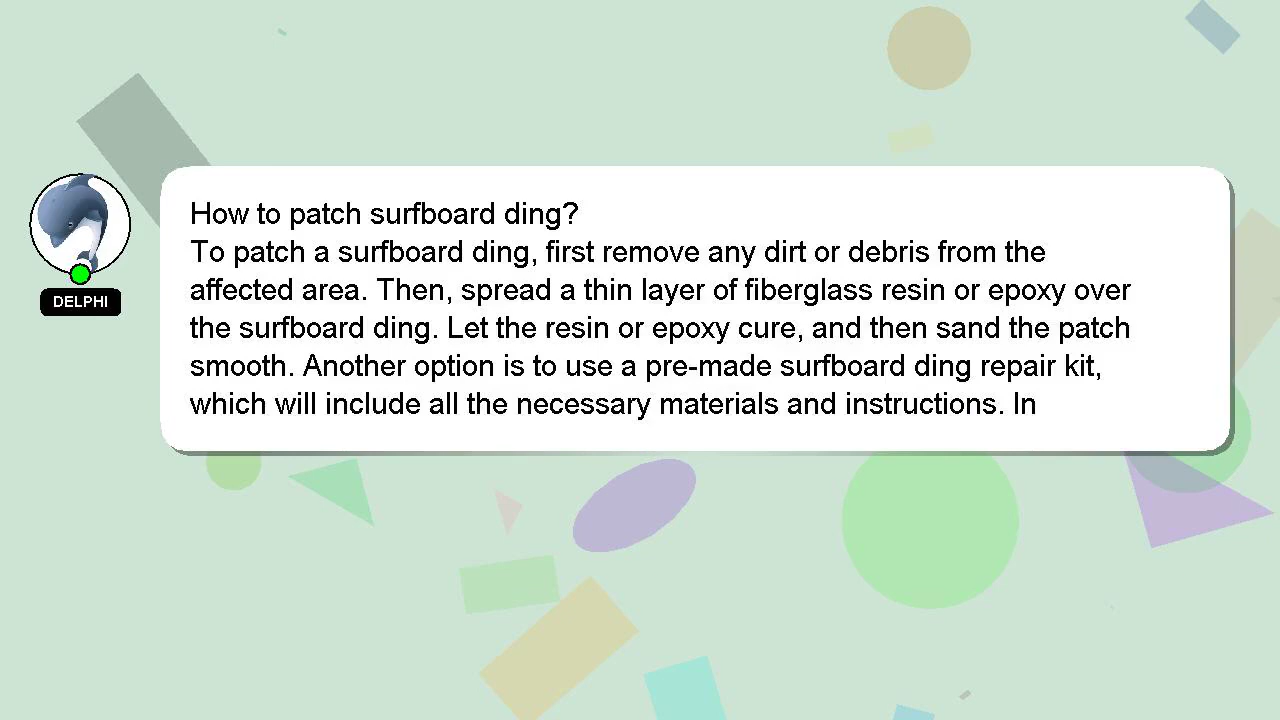 How to patch surfboard ding?
To patch a surfboard ding, first remove any dirt or debris from the
affected area. Then, spread a thin layer of fiberglass resin or epoxy over
the surfboard ding. Let the resin or epoxy cure, and then sand the patch
smooth. Another option is to use a pre-made surfboard ding repair kit,
which will include all the necessary materials and instructions. In
DELPHI